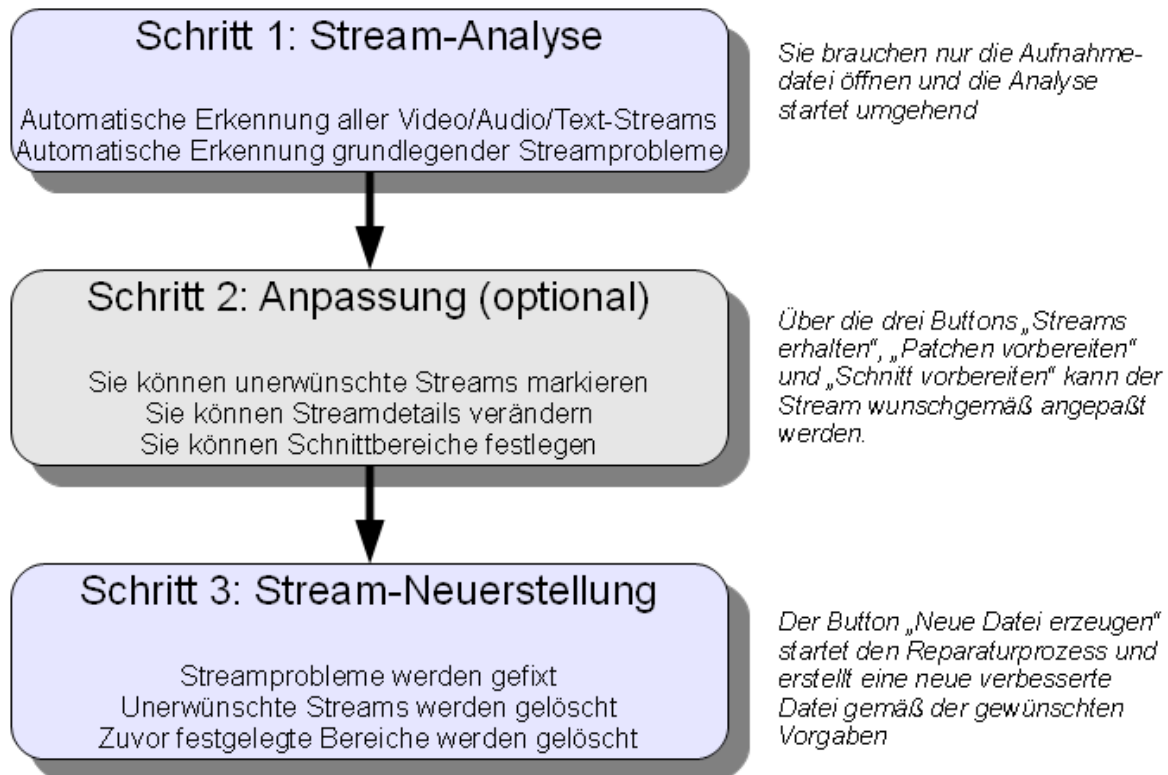 Schritt 1: Stream-Analyse
Automatische Erkennung aller Video/Audio/Text-Streams
Automatische Erkennung grundlegender Streamprobleme
Sie brauchen nur die Aufnahme-
datei öffnen und die Analyse
startet umgehend
Schritt 2: Anpassung (optional)
Sie können unerwünschte Streams markieren
Sie können Streamdetails verändern
Sie können Schnittbereiche festlegen
Über die drei Buttons „Streams
erhalten“, „Patchen vorbereiten“
und „Schnitt vorbereiten“ kann der
Stream wunschgemäß angepaßt
werden.
Schritt 3: Stream-Neuerstellung
Streamprobleme werden gefixt
Unerwünschte Streams werden gelöscht
Zuvor festgelegte Bereiche werden gelöscht
Der Button „Neue Datei erzeugen“
startet den Reparaturprozess und
erstellt eine neue verbesserte
Datei gemäß der gewünschten
Vorgaben